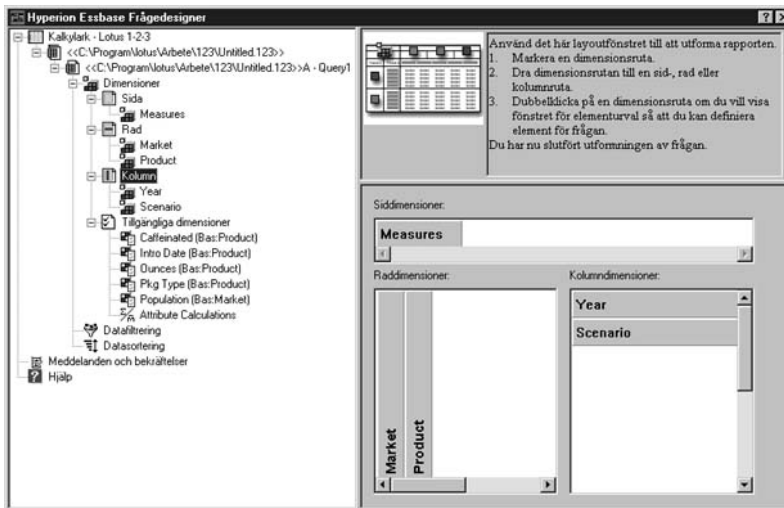 Hyperion Essbase Frågedesigner
Kalkylark - Lotus 1-2-3
<<C:\Program\lotus\Arbete\123\Untitled.123>>
<<C:\Program\lotus\Arbete\123\Untitled.123>>A - Query1
Dimensioner
Sida
Measures
Rad
Market
Product
Kolumn
Year
Scenario
Tillgängliga dimensioner
Caffeinated (Bas:Product)
Intro Date (Bas:Product)
Ounces (Bas:Product)
Pkg Type (Bas:Product)
Population (Bas:Market)
Attribute Calculations
Datafiltrering
Datasortering
Meddelanden och bekräftelser
Hjälp
Använd det här layoutfönstret till att utforma rapporten.
1. Markera en dimensionsruta.
2. Dra dimensionsrutan till en sid-, rad eller
kolumnruta.
3. Dubbelklicka på en dimensionsruta om du vill visa
fönstret för elementurval så att du kan definiera
element för frågan.
Du har nu slutfört utformningen av frågan.
Siddimensioner:
Measures
Raddimensioner:
Market
Product
Kolumndimensioner:
Year
Scenario